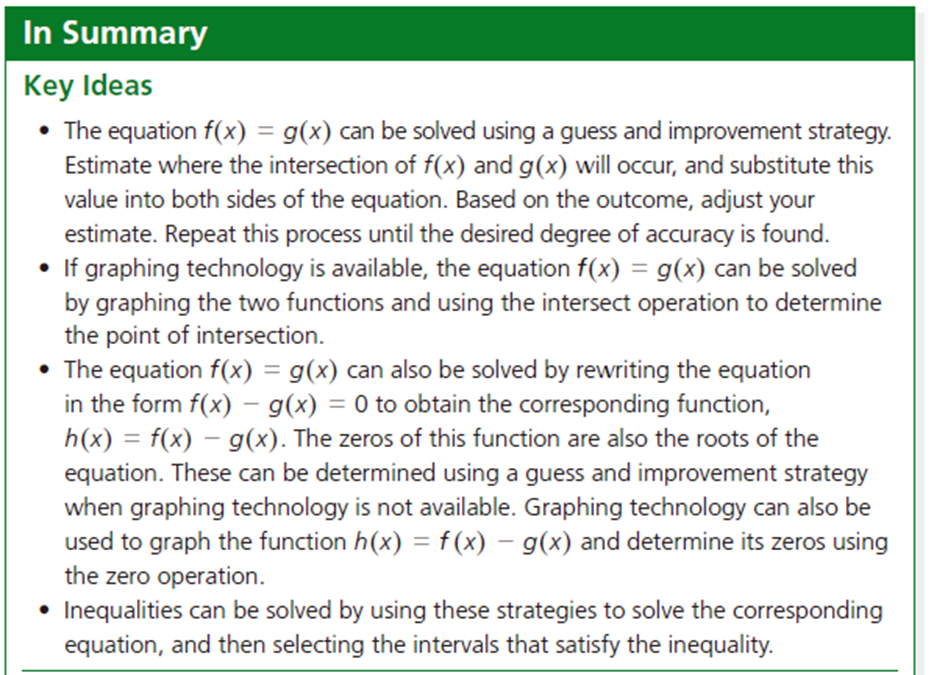 In Summary
Key Ideas
• The equation f(x) = g(x) can be solved using a guess and improvement strategy.
Estimate where the intersection of f(x) and g(x) will occur, and substitute this
value into both sides of the equation. Based on the outcome, adjust your
estimate. Repeat this process until the desired degree of accuracy is found.
• If graphing technology is available, the equation f(x) = g(x) can be solved
by graphing the two functions and using the intersect operation to determine
the point of intersection.
• The equation f(x) = g(x) can also be solved by rewriting the equation
in the form f(x) − g(x) = 0 to obtain the corresponding function,
h(x) = f(x) − g(x). The zeros of this function are also the roots of the
equation. These can be determined using a guess and improvement strategy
when graphing technology is not available. Graphing technology can also be
used to graph the function h(x) = f(x) − g(x) and determine its zeros using
the zero operation.
• Inequalities can be solved by using these strategies to solve the corresponding
equation, and then selecting the intervals that satisfy the inequality.